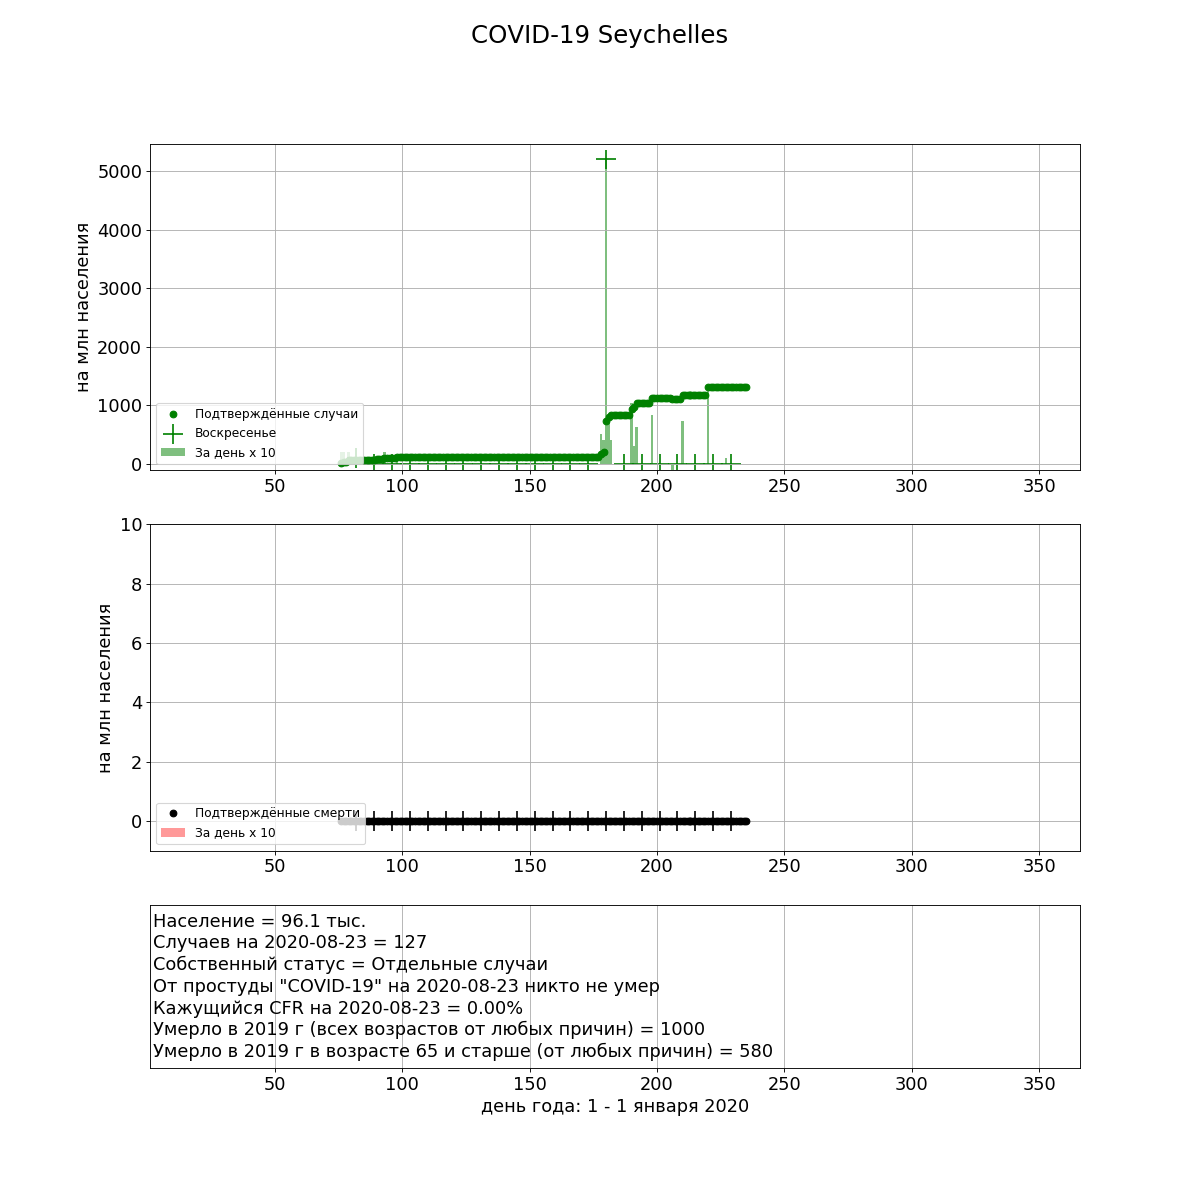 COVID-19 Seychelles
на млн населения
5000
4000
3000
2000
1000
0
Подтверждённые случаи
Воскресенье
За день x 10
50 100 150 200 250 300 350
на млн населения
10
8
6
4
2
0
Подтверждённые смерти
За день x 10
50 100 150 200 250 300 350
Население = 96.1 тыс.
Случаев на 2020-08-23 = 127
Собственный статус = Отдельные случаи
От простуды "COVID-19" на 2020-08-23 никто не умер
Кажущийся CFR на 2020-08-23 = 0.00%
Умерло в 2019 г (всех возрастов от любых причин) = 1000
Умерло в 2019 г в возрасте 65 и старше (от любых причин) = 580
50 100 150 200 250 300 350
день года: 1 - 1 января 2020